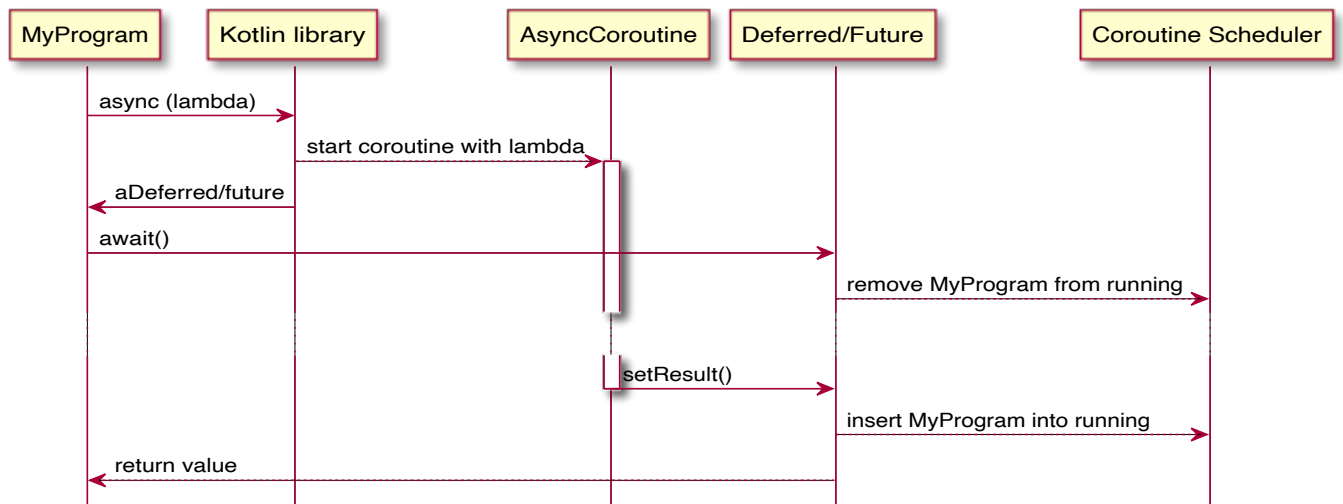 MyProgram
Kotlin library
AsyncCoroutine
Deferred/Future
Coroutine Scheduler
async (lambda)
start coroutine with lambda
aDeferred/future
await()
remove MyProgram from running
setResult()
insert MyProgram into running
return value